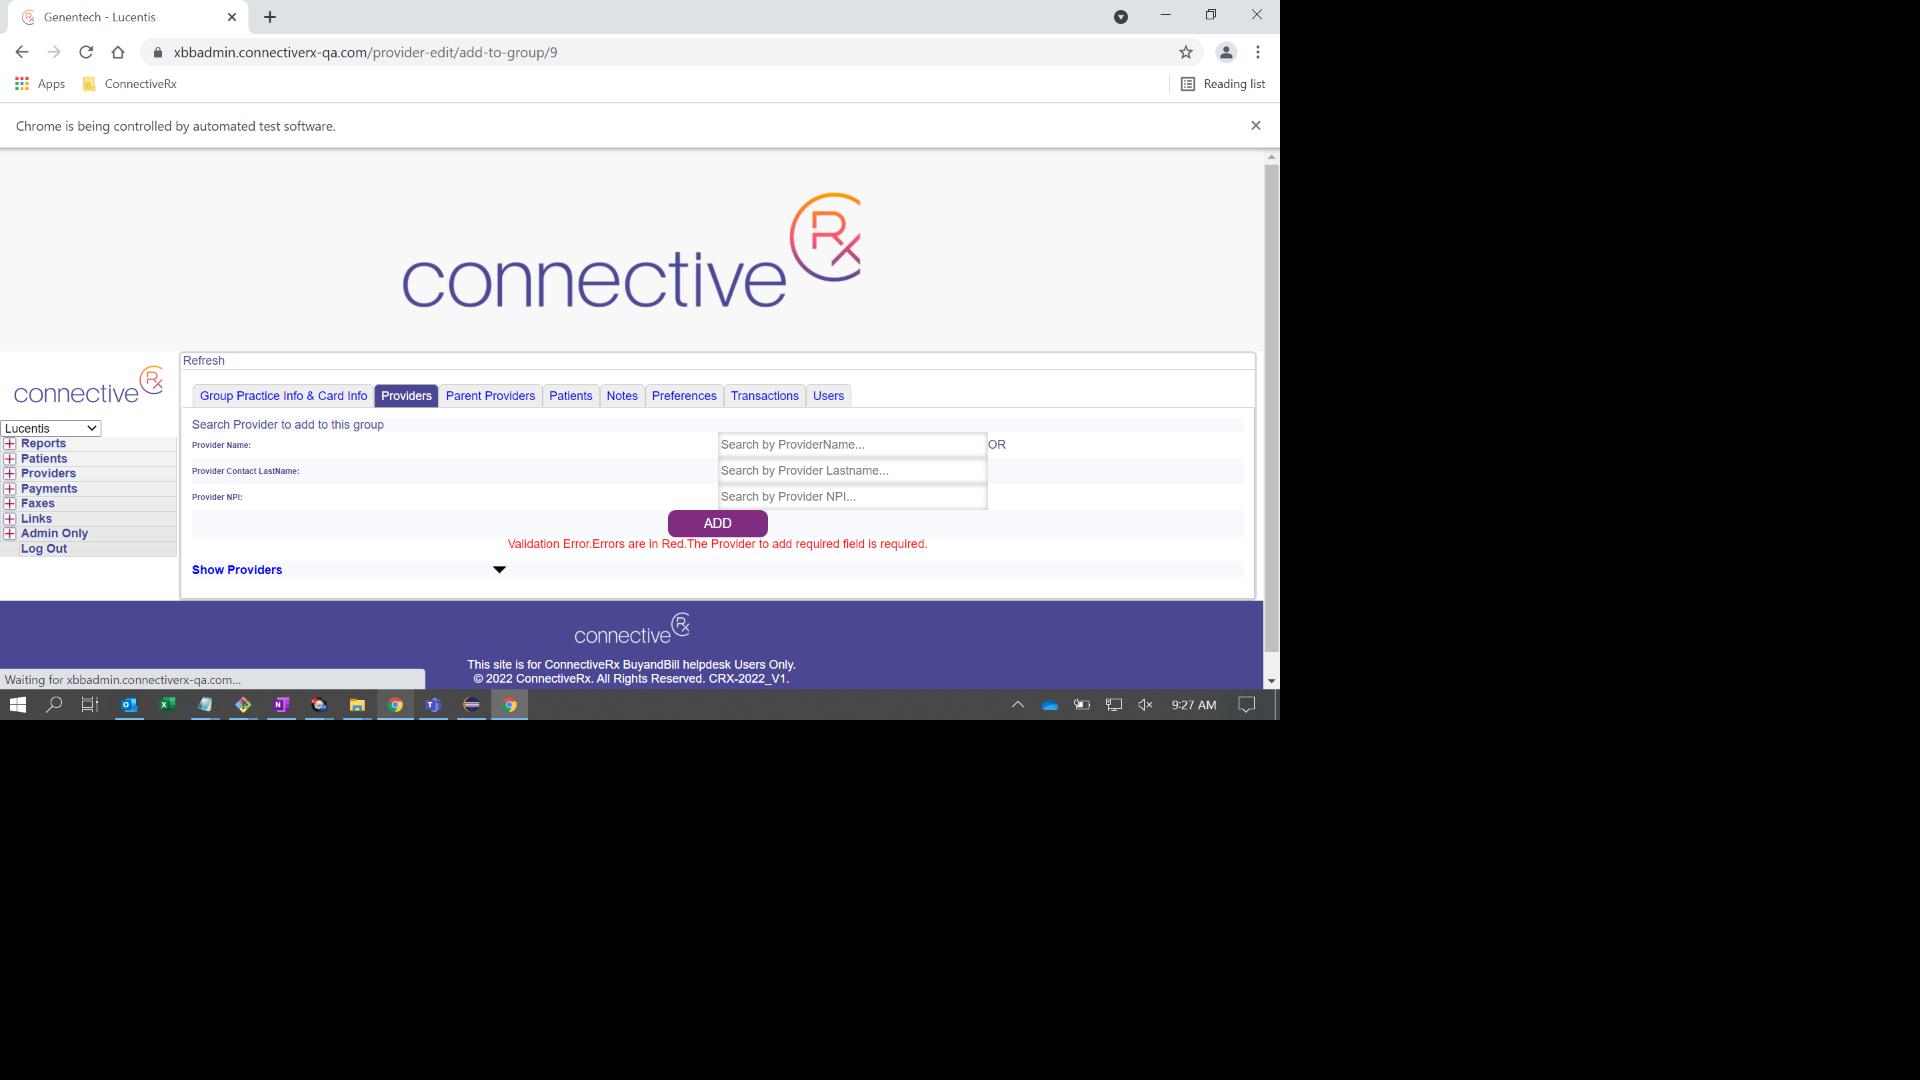 Genentech - Lucentis
xbbadmin.connectiverx-qa.com/provider-edit/add-to-group/9
Apps
ConnectiveRx
Reading list
Chrome is being controlled by automated test software.
connective Rx
connective Rx
Refresh
Group Practice Info & Card Info
Providers
Parent Providers
Patients
Notes
Preferences
Transactions
Users
Lucentis
Reports
Patients
Providers
Payments
Faxes
Links
Admin Only
Log Out
Search Provider to add to this group
Provider Name: Search by ProviderName... OR
Provider Contact LastName: Search by Provider Lastname...
Provider NPI: Search by Provider NPI...
ADD
Validation Error.Errors are in Red.The Provider to add required field is required.
Show Providers
connective Rx
This site is for ConnectiveRx BuyandBill helpdesk Users Only.
© 2022 ConnectiveRx. All Rights Reserved. CRX-2022_V1.
Waiting for xbbadmin.connectiverx-qa.com...
9:27 AM